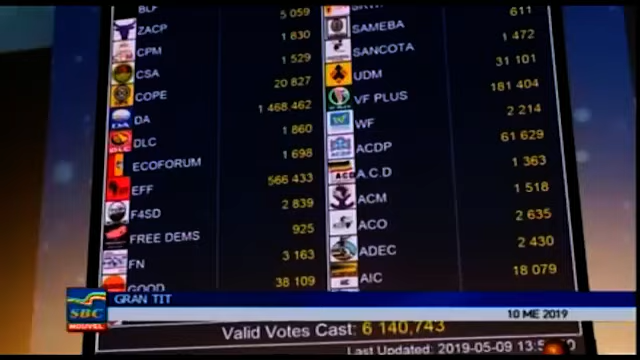 BLF
ZACP 5 059
SAMEBA 611
CPM 1 830
SANCOTA 1 472
CSA 1 529
UDM 31 101
COPE 20 827
VF PLUS 181 404
DA 1 468 462
WF 2 214
DLC 1 860
ACDP 61 629
ECOFORUM 1 698
A.C.D 1 363
EFF 566 433
ACM 1 518
F4SD 2 839
ACO 2 635
FREE DEMS 925
ADEC 2 430
FN 3 163
AIC 18 079
GOOD 38 109
GRAN TIT
SBC
NOUVEL
10 ME 2019
Valid Votes Cast: 6 140,743
Last Updated: 2019-05-09